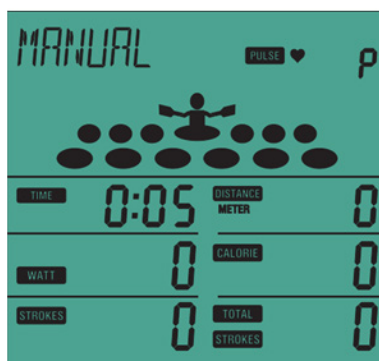 MANUAL PULSE P
TIME 0:05 DISTANCE METER 0
WATT 0 CALORIE 0
STROKES 0 TOTAL STROKES 0